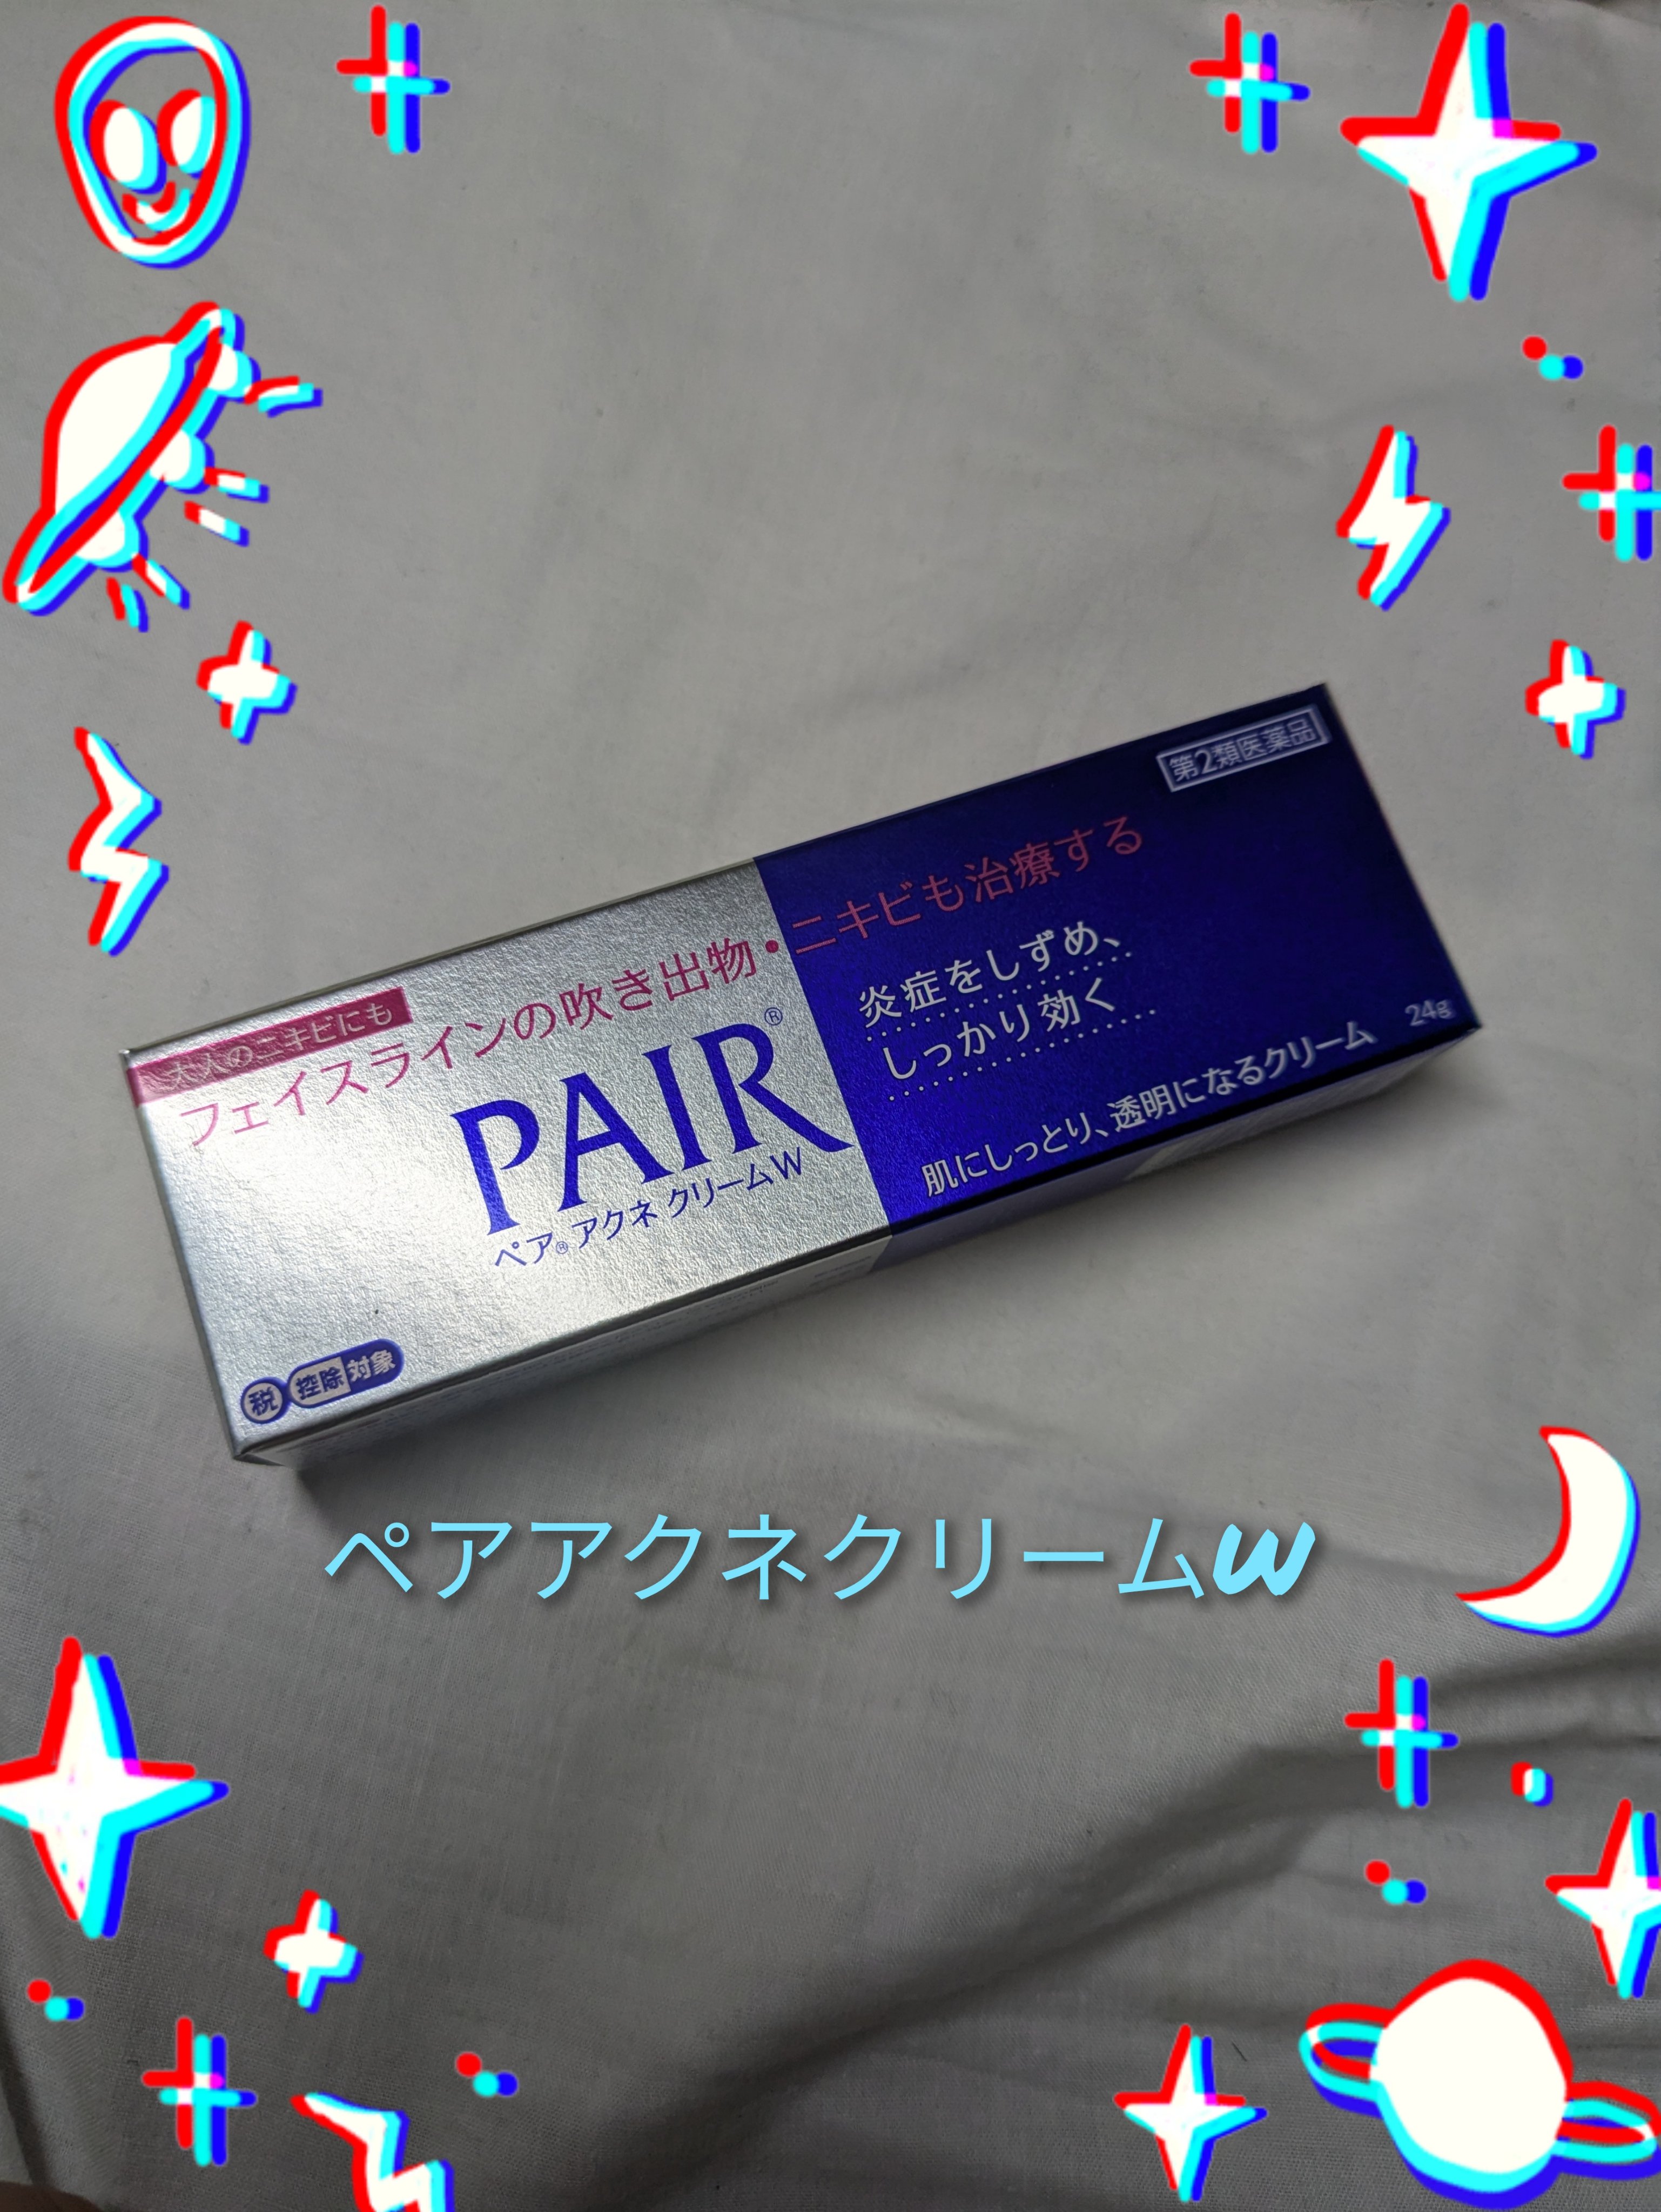 第2類医薬品
大人のニキビにも
フェイスラインの吹き出物・ニキビも治療する
PAIR®
ペア®アクネ クリームW
炎症をしずめ、
しっかり効く
肌にしっとり、透明になるクリーム
24g
税 控除対象
ペアアクネクリームW